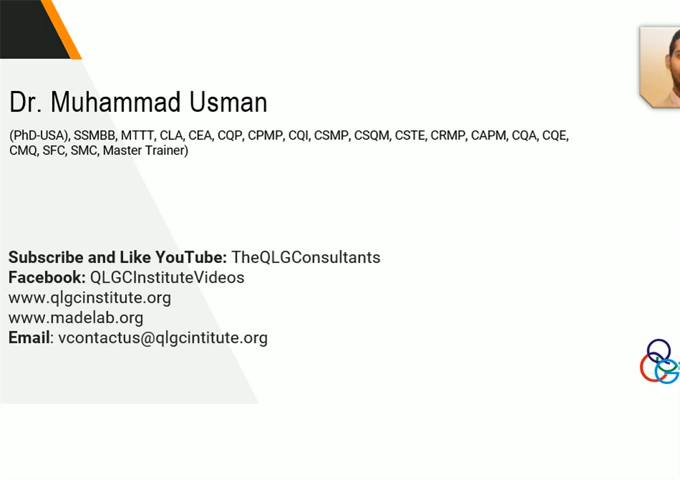 Dr. Muhammad Usman
(PhD-USA), SSMBB, MTTT, CLA, CEA, CQP, CPMP, CQI, CSMP, CSQM, CSTE, CRMP, CAPM, CQA, CQE,
CMQ, SFC, SMC, Master Trainer)
Subscribe and Like YouTube: TheQLGConsultants
Facebook: QLGCInstituteVideos
www.qlgcinstitute.org
www.madelab.org
Email: vcontactus@qlgcintitute.org